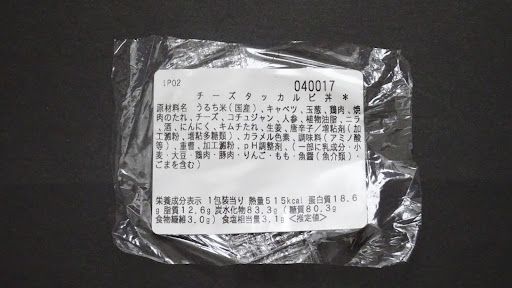 1P02
040017
チーズタッカルビ丼 *
原材料名 うるち米(国産)、キャベツ、玉葱、鶏肉、焼
肉のたれ、チーズ、コチュジャン、人参、植物油脂、ニラ
、酒、にんにく、キムチたれ、生姜、唐辛子/増粘剤(加
工澱粉、増粘多糖類)、カラメル色素、調味料(アミノ酸
等)、重曹、加工澱粉、pH調整剤、(一部に乳成分・小
麦・大豆・鶏肉・豚肉・りんご・もも・魚醤(魚介類)・
ごまを含む)
栄養成分表示 1包装当り 熱量515kcal 蛋白質18.6
g 脂質12.6g 炭水化物83.3g(糖質80.3g
食物繊維3.0g) 食塩相当量3.1g <推定値>